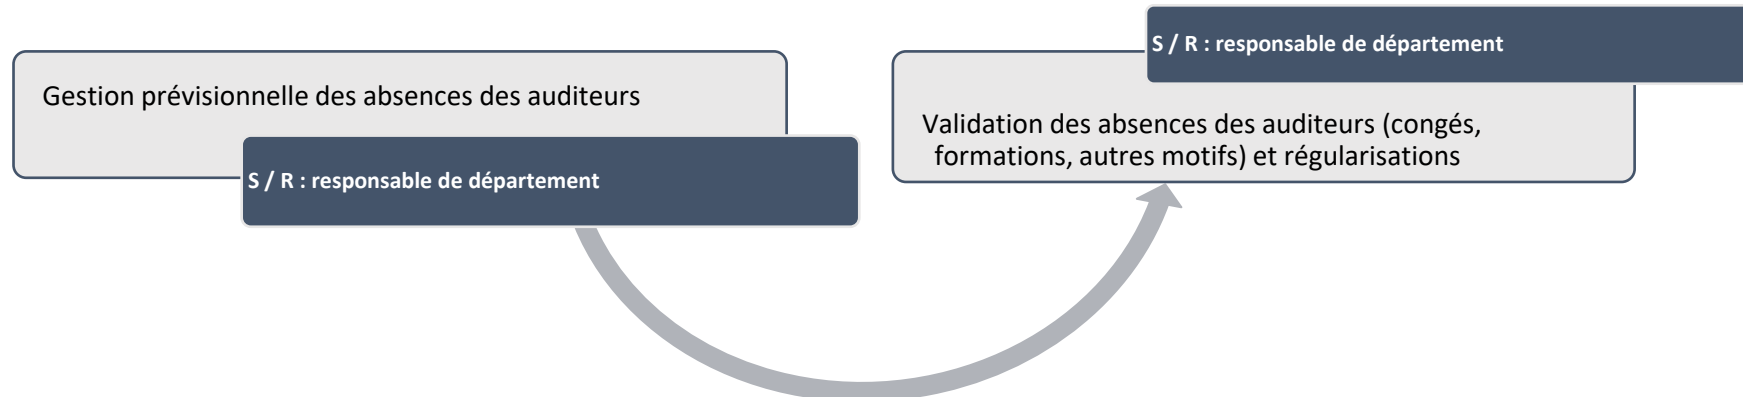 Gestion prévisionnelle des absences des auditeurs
S / R : responsable de département
S / R : responsable de département
Validation des absences des auditeurs (congés,
formations, autres motifs) et régularisations